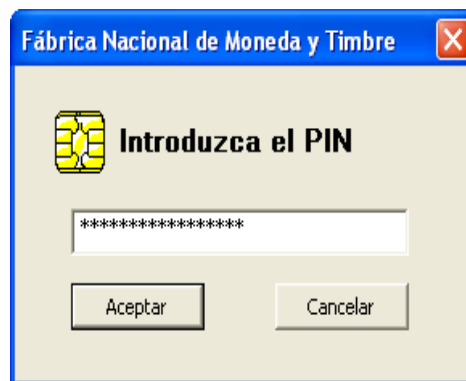 Fábrica Nacional de Moneda y Timbre
Introduzca el PIN
*****************
Aceptar
Cancelar